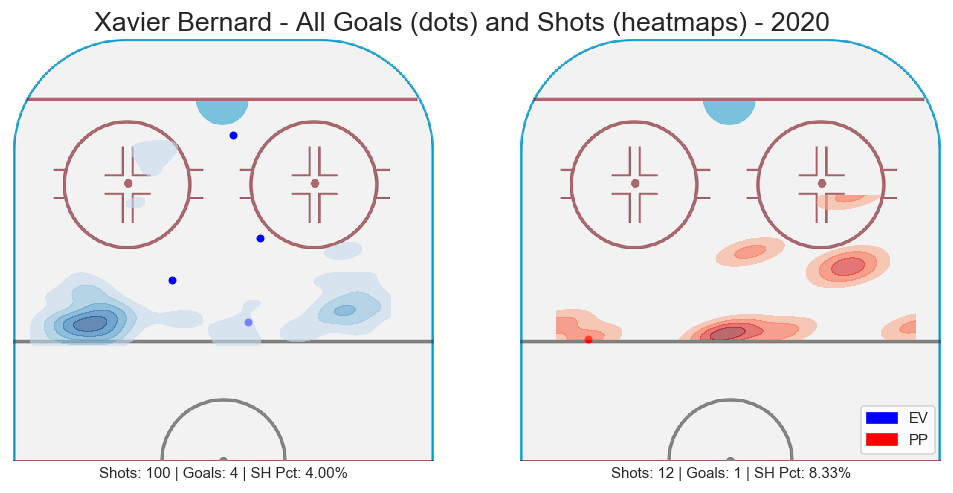 Xavier Bernard - All Goals (dots) and Shots (heatmaps) - 2020
EV
PP
Shots: 100 | Goals: 4 | SH Pct: 4.00%
Shots: 12 | Goals: 1 | SH Pct: 8.33%